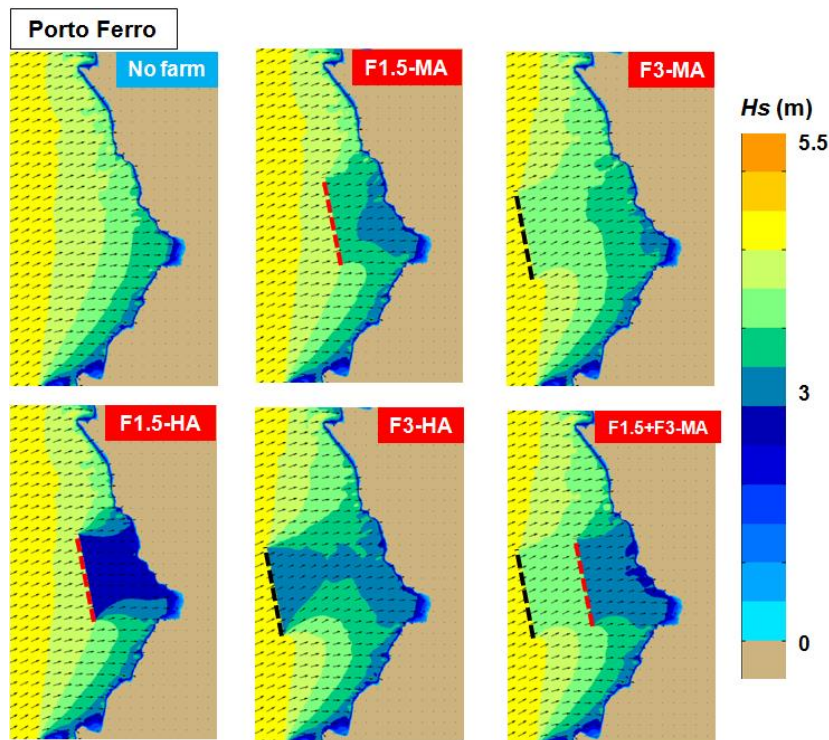 Porto Ferro
No farm
F1.5-MA
F3-MA
Hs (m)
5.5
3
0
F1.5-HA
F3-HA
F1.5+F3-MA